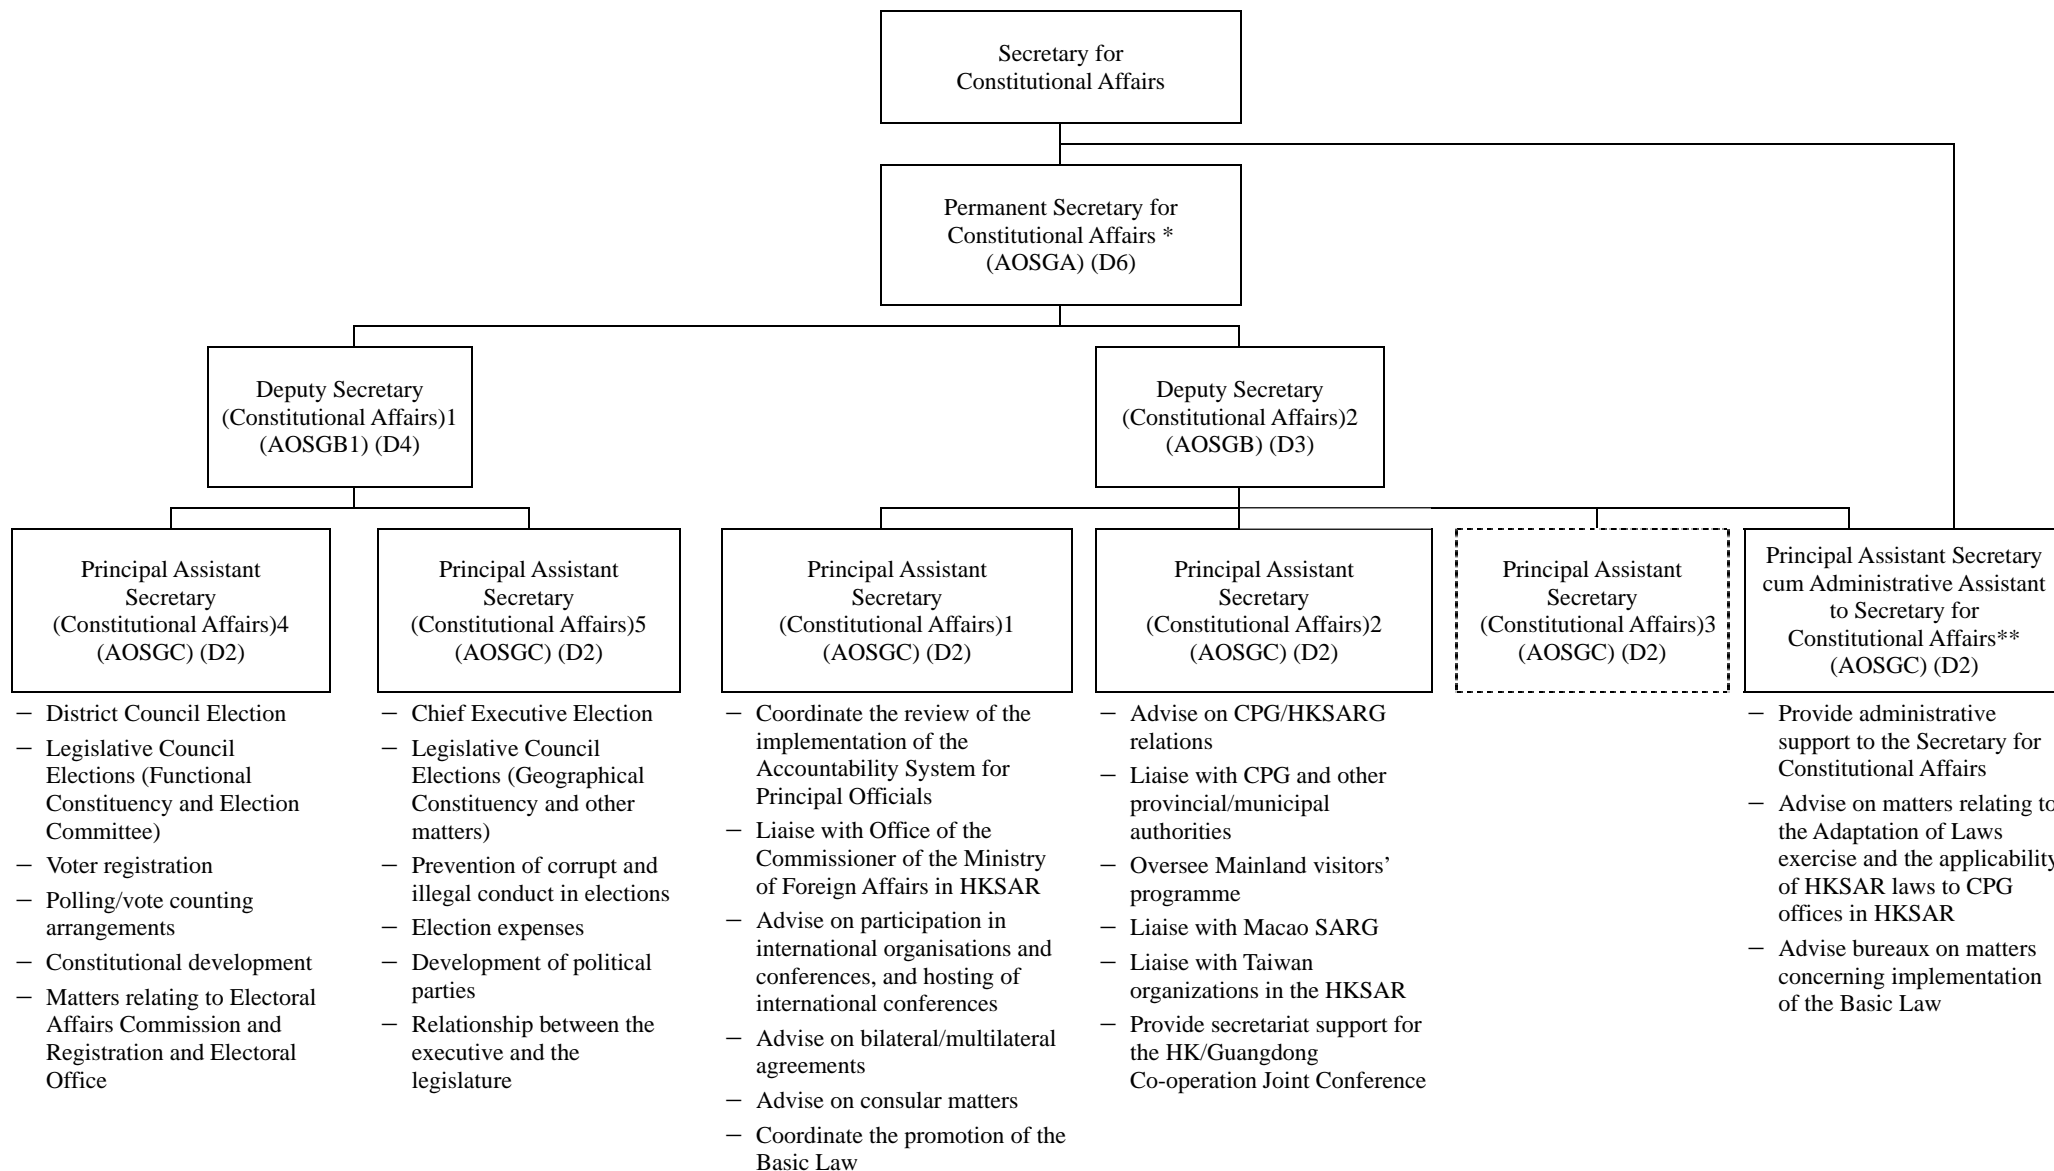 Secretary for
Constitutional Affairs
Permanent Secretary for
Constitutional Affairs *
(AOSGA) (D6)
Deputy Secretary
(Constitutional Affairs)1
(AOSGB1) (D4)
Deputy Secretary
(Constitutional Affairs)2
(AOSGB) (D3)
Principal Assistant
Secretary
(Constitutional Affairs)4
(AOSGC) (D2)
– District Council Election
– Legislative Council
Elections (Functional
Constituency and Election
Committee)
– Voter registration
– Polling/vote counting
arrangements
– Constitutional development
– Matters relating to Electoral
Affairs Commission and
Registration and Electoral
Office
Principal Assistant
Secretary
(Constitutional Affairs)5
(AOSGC) (D2)
– Chief Executive Election
– Legislative Council
Elections (Geographical
Constituency and other
matters)
– Prevention of corrupt and
illegal conduct in elections
– Election expenses
– Development of political
parties
– Relationship between the
executive and the
legislature
Principal Assistant
Secretary
(Constitutional Affairs)1
(AOSGC) (D2)
– Coordinate the review of the
implementation of the
Accountability System for
Principal Officials
– Liaise with Office of the
Commissioner of the Ministry
of Foreign Affairs in HKSAR
– Advise on participation in
international organisations and
conferences, and hosting of
international conferences
– Advise on bilateral/multilateral
agreements
– Advise on consular matters
– Coordinate the promotion of the
Basic Law
Principal Assistant
Secretary
(Constitutional Affairs)2
(AOSGC) (D2)
– Advise on CPG/HKSARG
relations
– Liaise with CPG and other
provincial/municipal
authorities
– Oversee Mainland visitors’
programme
– Liaise with Macao SARG
– Liaise with Taiwan
organizations in the HKSAR
– Provide secretariat support for
the HK/Guangdong
Co-operation Joint Conference
Principal Assistant
Secretary
(Constitutional Affairs)3
(AOSGC) (D2)
Principal Assistant Secretary
cum Administrative Assistant
to Secretary for
Constitutional Affairs**
(AOSGC) (D2)
– Provide administrative
support to the Secretary for
Constitutional Affairs
– Advise on matters relating to
the Adaptation of Laws
exercise and the applicability
of HKSAR laws to CPG
offices in HKSAR
– Advise bureaux on matters
concerning implementation
of the Basic Law